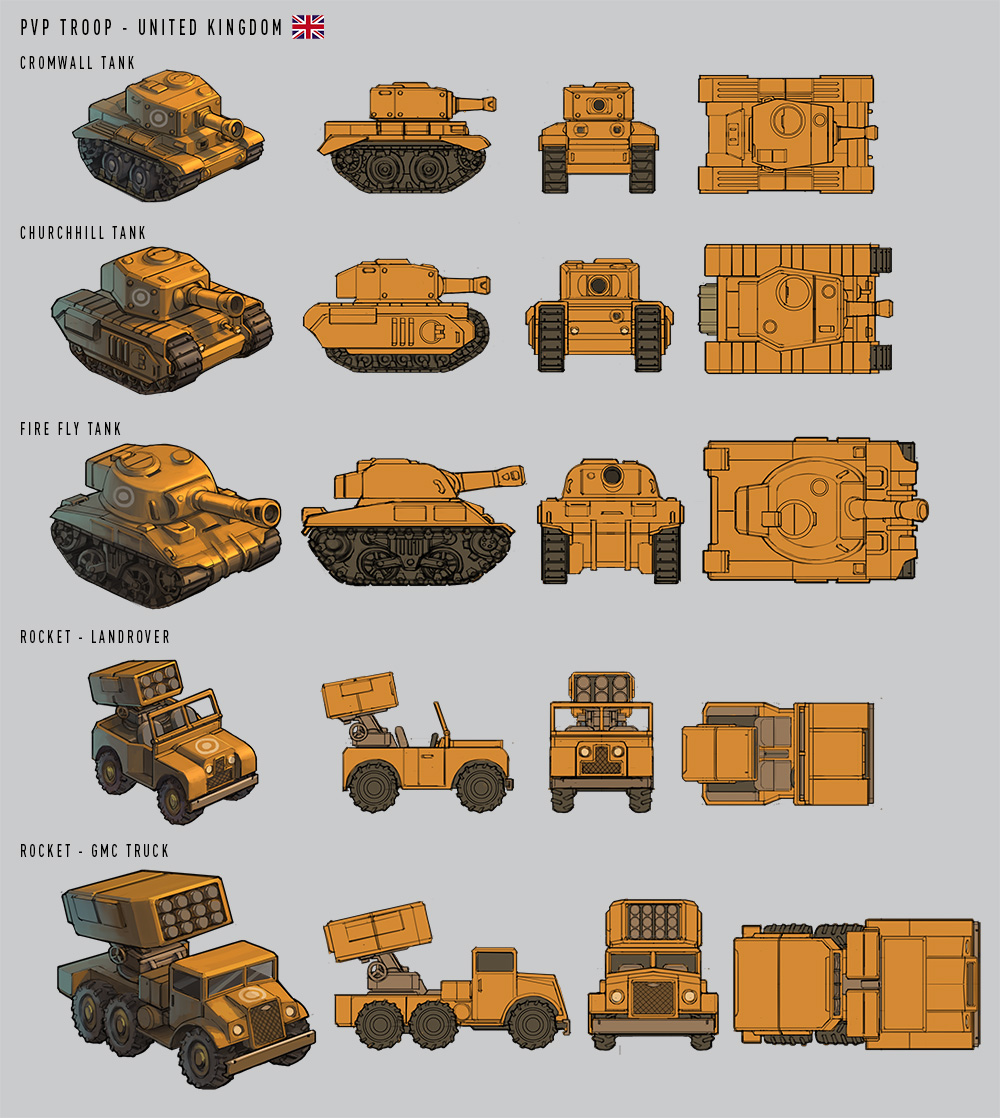 PVP TROOP - UNITED KINGDOM
CROMWALL TANK
CHURCHHILL TANK
FIRE FLY TANK
ROCKET - LANDROVER
ROCKET - GMC TRUCK